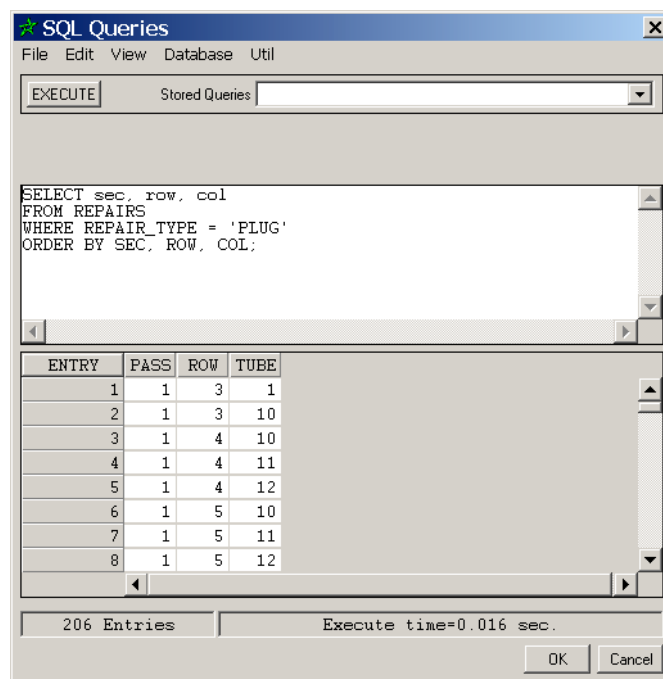 SQL Queries
File Edit View Database Util
EXECUTE Stored Queries
SELECT sec, row, col
FROM REPAIRS
WHERE REPAIR_TYPE = 'PLUG'
ORDER BY SEC, ROW, COL;
ENTRY PASS ROW TUBE
1 1 3 1
2 1 3 10
3 1 4 10
4 1 4 11
5 1 4 12
6 1 5 10
7 1 5 11
8 1 5 12
206 Entries Execute time=0.016 sec.
OK Cancel